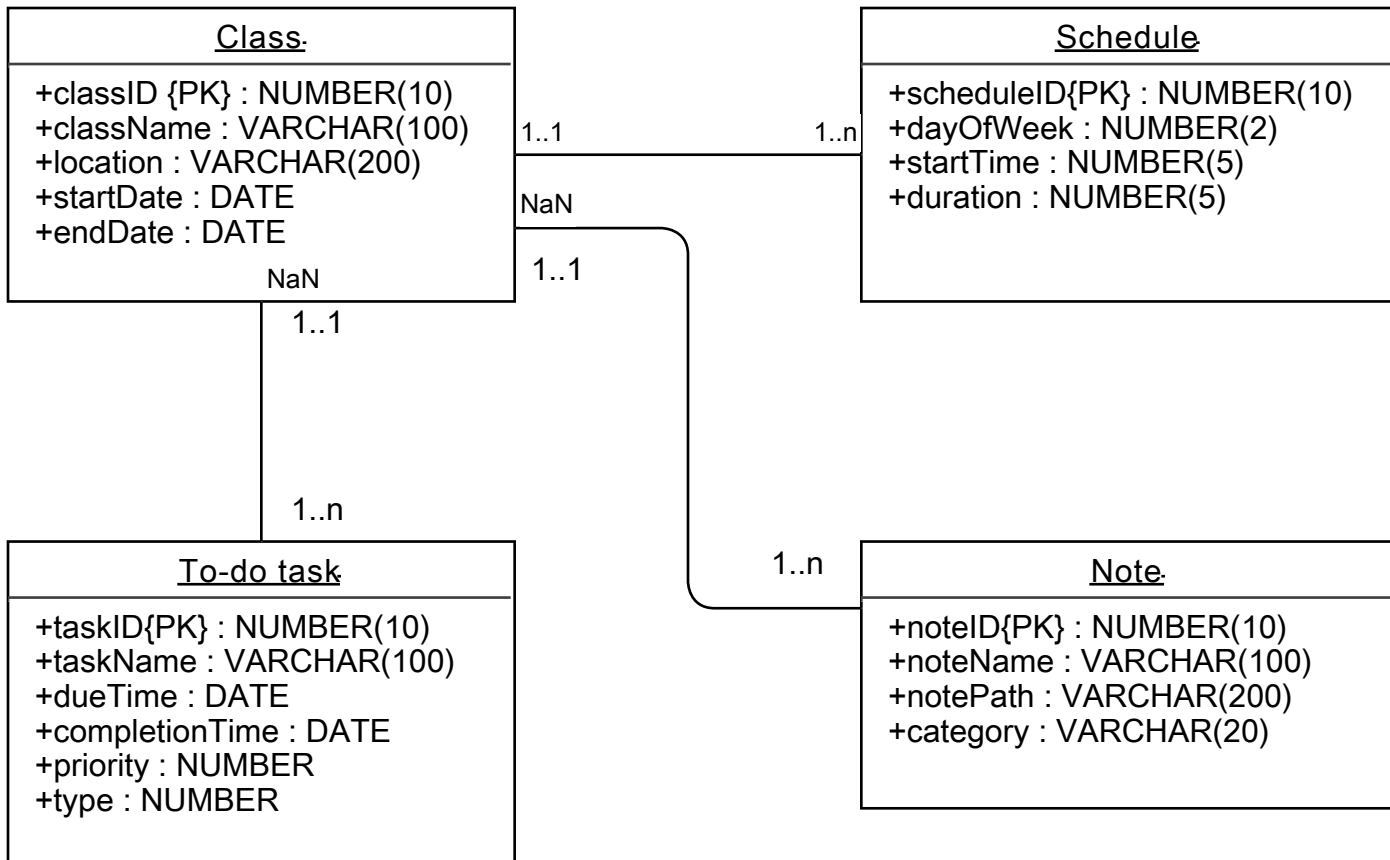 Class
+classID {PK} : NUMBER(10)
+className : VARCHAR(100)
+location : VARCHAR(200)
+startDate : DATE
+endDate : DATE
NaN
1..1
1..n
NaN
1..1
Schedule
+scheduleID{PK} : NUMBER(10)
+dayOfWeek : NUMBER(2)
+startTime : NUMBER(5)
+duration : NUMBER(5)
1..1
1..n
To-do task
+taskID{PK} : NUMBER(10)
+taskName : VARCHAR(100)
+dueTime : DATE
+completionTime : DATE
+priority : NUMBER
+type : NUMBER
1..n
Note
+noteID{PK} : NUMBER(10)
+noteName : VARCHAR(100)
+notePath : VARCHAR(200)
+category : VARCHAR(20)